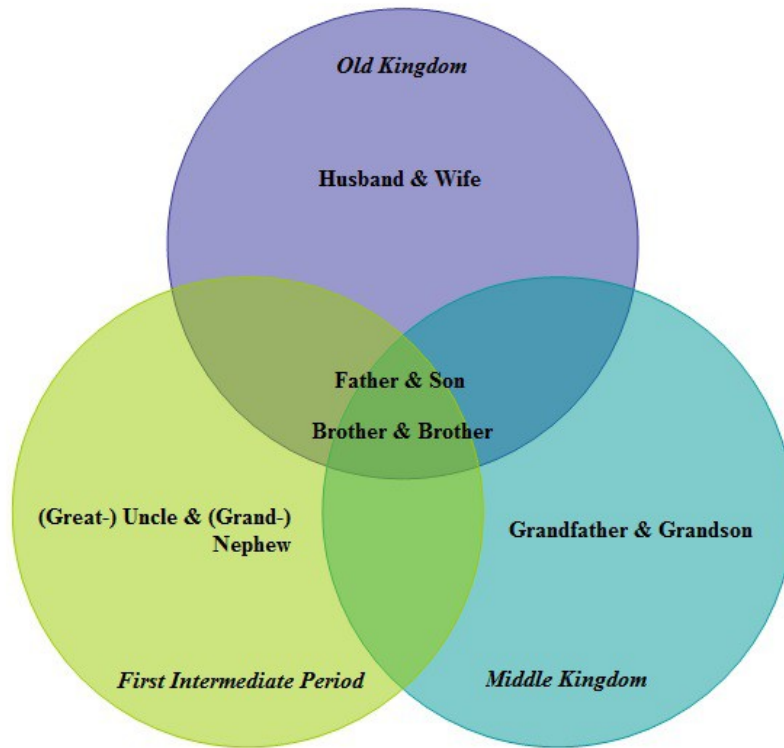 Old Kingdom
Husband & Wife
Father & Son
Brother & Brother
(Great-) Uncle & (Grand-)
Nephew
Grandfather & Grandson
First Intermediate Period
Middle Kingdom